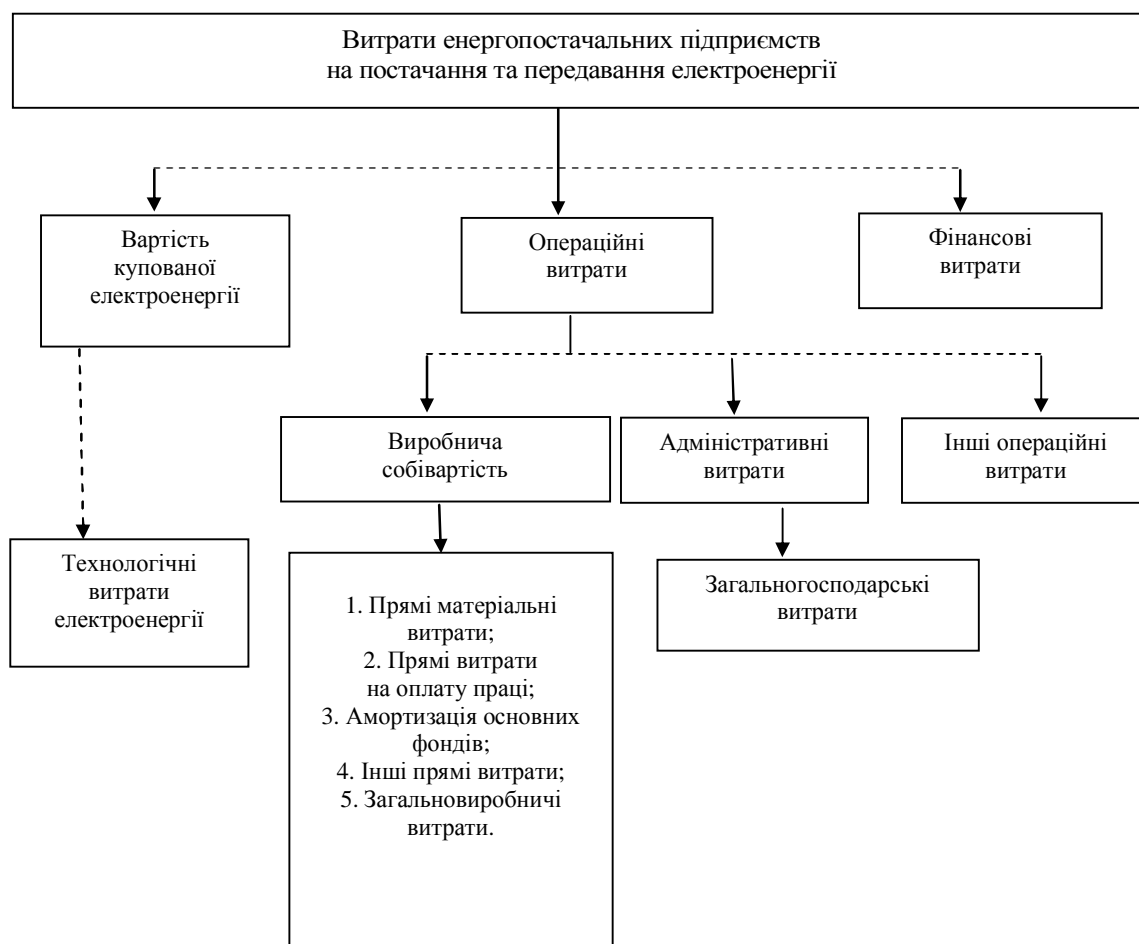 Витрати енергопостачальних підприємств
на постачання та передавання електроенергії
Вартість
купованої
електроенергії
Операційні
витрати
Фінансові
витрати
Виробнича
собівартість
Адміністративні
витрати
Інші операційні
витрати
Технологічні
витрати
електроенергії
1. Прямі матеріальні
витрати;
2. Прямі витрати
на оплату праці;
3. Амортизація основних
фондів;
4. Інші прямі витрати;
5. Загальновиробничі
витрати.
Загальногосподарські
витрати